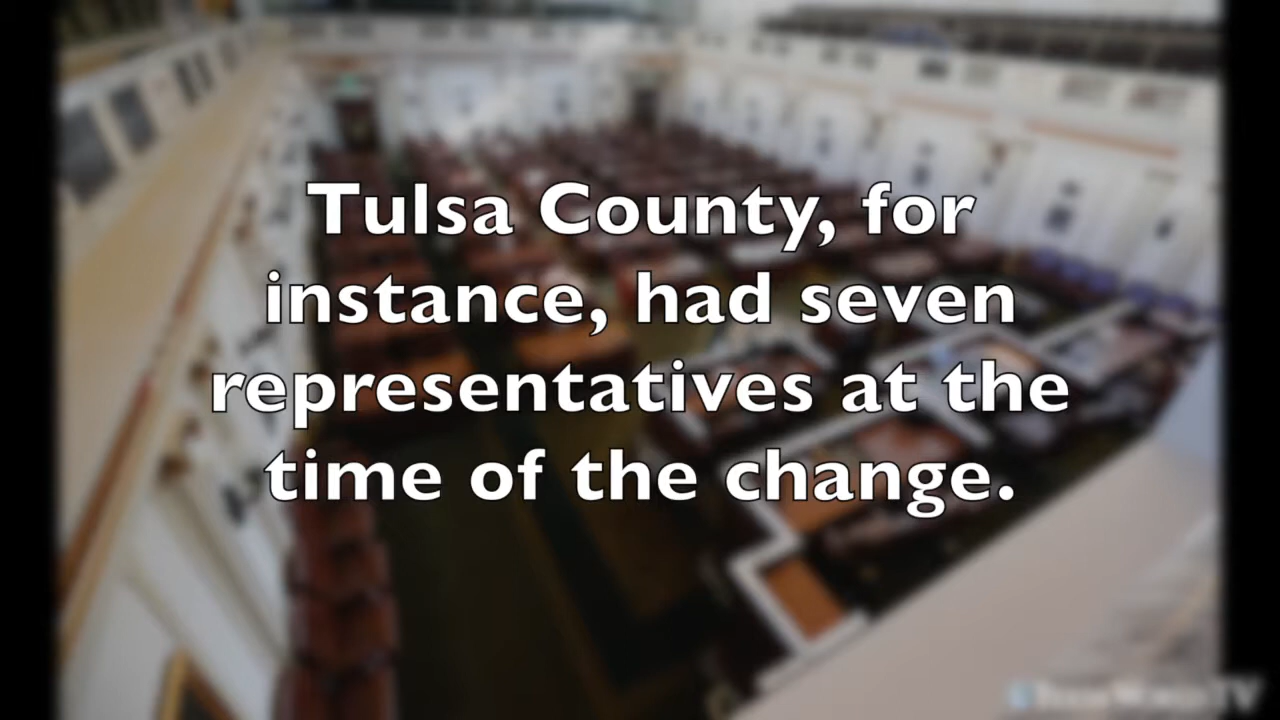 Tulsa County, for
instance, had seven
representatives at the
time of the change.